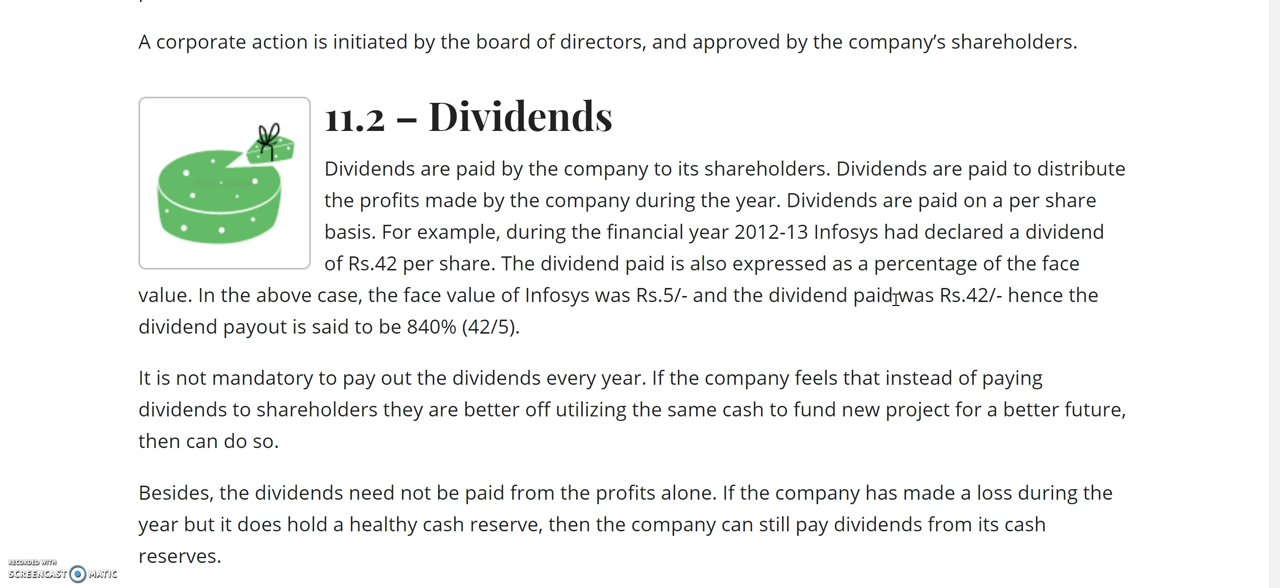 A corporate action is initiated by the board of directors, and approved by the company’s shareholders.
11.2 – Dividends
Dividends are paid by the company to its shareholders. Dividends are paid to distribute
the profits made by the company during the year. Dividends are paid on a per share
basis. For example, during the financial year 2012-13 Infosys had declared a dividend
of Rs.42 per share. The dividend paid is also expressed as a percentage of the face
value. In the above case, the face value of Infosys was Rs.5/- and the dividend paid was Rs.42/- hence the
dividend payout is said to be 840% (42/5).
It is not mandatory to pay out the dividends every year. If the company feels that instead of paying
dividends to shareholders they are better off utilizing the same cash to fund new project for a better future,
then can do so.
Besides, the dividends need not be paid from the profits alone. If the company has made a loss during the
year but it does hold a healthy cash reserve, then the company can still pay dividends from its cash
reserves.
RECORDED WITH
SCREENCAST MATIC